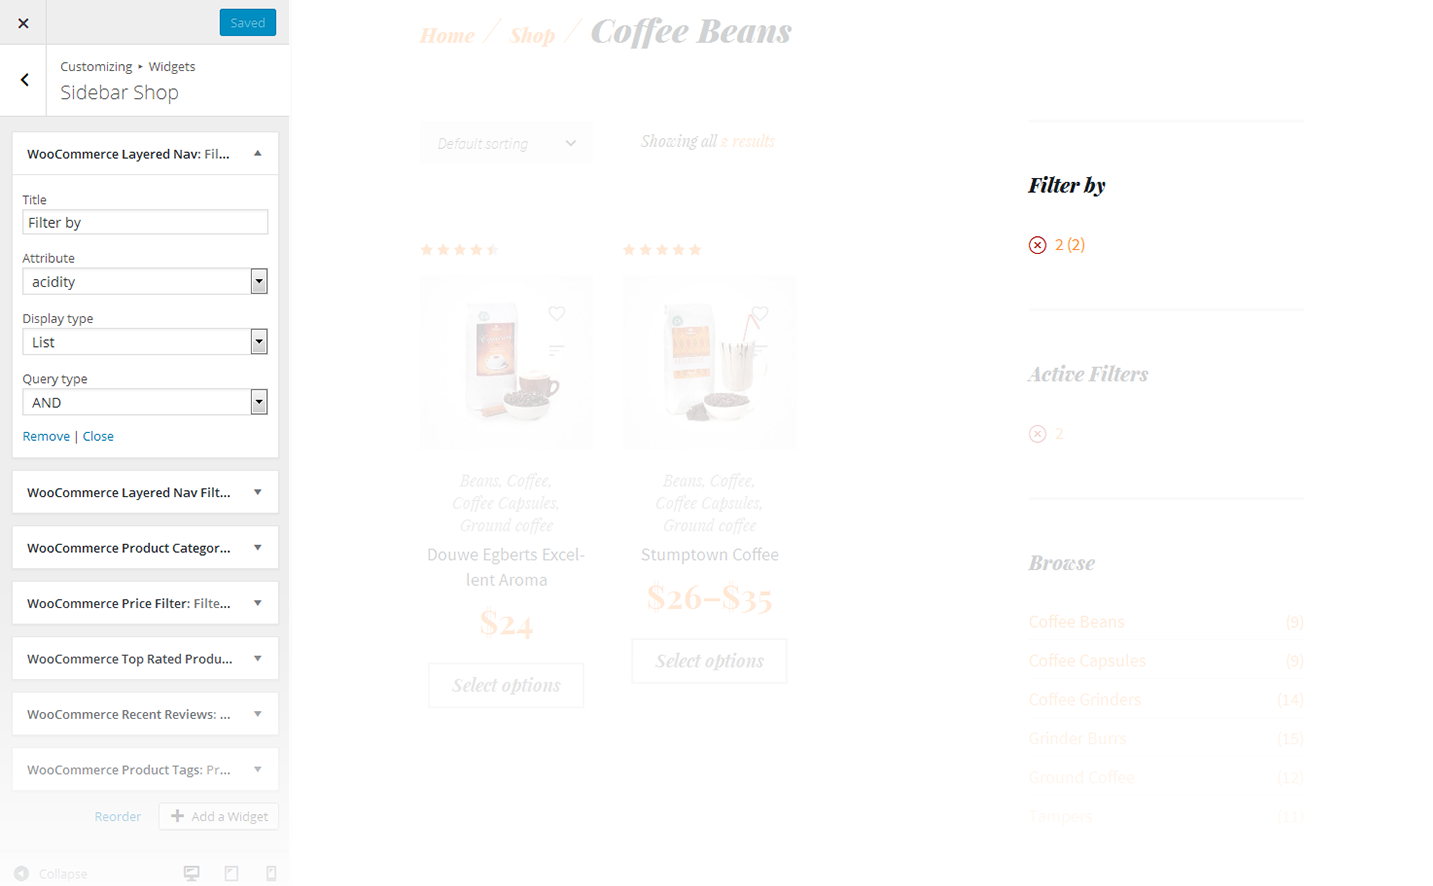 Saved
Customizing ▸ Widgets
Sidebar Shop
WooCommerce Layered Nav: Fil...
Title
Filter by
Attribute
acidity
Display type
List
Query type
AND
Remove | Close
WooCommerce Layered Nav Filt...
WooCommerce Product Categor...
WooCommerce Price Filter: Filte...
WooCommerce Top Rated Produ...
WooCommerce Recent Reviews: ...
WooCommerce Product Tags: Pr...
Reorder
Add a Widget
Collapse
Home / Shop / Coffee Beans
Default sorting
Showing all 2 results
Beans, Coffee,
Coffee Capsules,
Ground coffee
Douwe Egberts Excel-
lent Aroma
$24
Select options
Beans, Coffee,
Coffee Capsules,
Ground coffee
Stumptown Coffee
$26–$35
Select options
Filter by
2 (2)
Active Filters
2
Browse
Coffee Beans (9)
Coffee Capsules (9)
Coffee Grinders (14)
Grinder Burrs (15)
Ground Coffee (12)
Tampers (11)